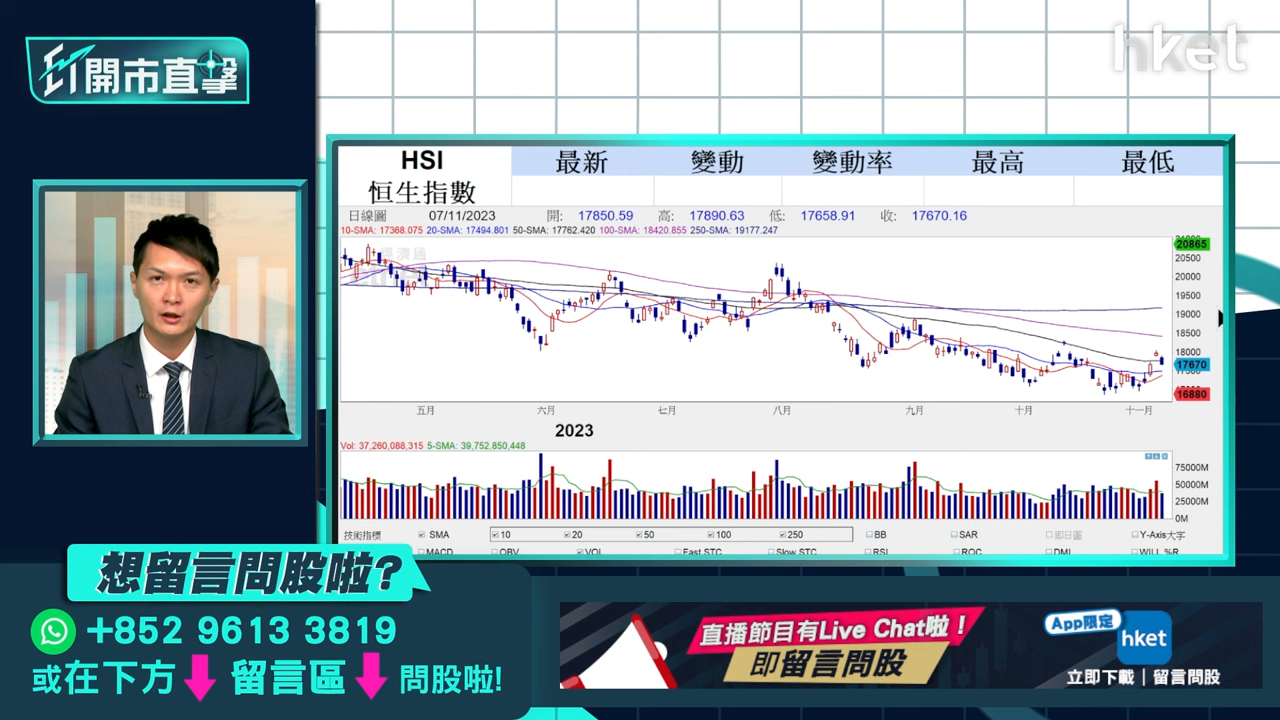 開市直擊
hket
HSI 最新 變動 變動率 最高 最低
恒生指數
日線圖 07/11/2023 開: 17850.59 高: 17890.63 低: 17658.91 收: 17670.16
10-SMA: 17368.075 20-SMA: 17494.801 50-SMA: 17762.420 100-SMA: 18420.855 250-SMA: 19177.247
經濟通
20865
20500
20000
19500
19000
18500
18000
17670
16880
五月 六月 七月 八月 九月 十月 十一月
2023
Vol: 37,260,088,315 5-SMA: 39,752,850,448
75000M
50000M
25000M
0M
技術指標 SMA 10 20 50 100 250 BB SAR 即日圖 Y-Axis大字
MACD OBV VOL Fast STC Slow STC RSI ROC DMI WILL %R
想留言問股啦?
+852 9613 3819
或在下方 留言區 問股啦!
直播節目有Live Chat啦!
即留言問股
App限定
hket
立即下載|留言問股